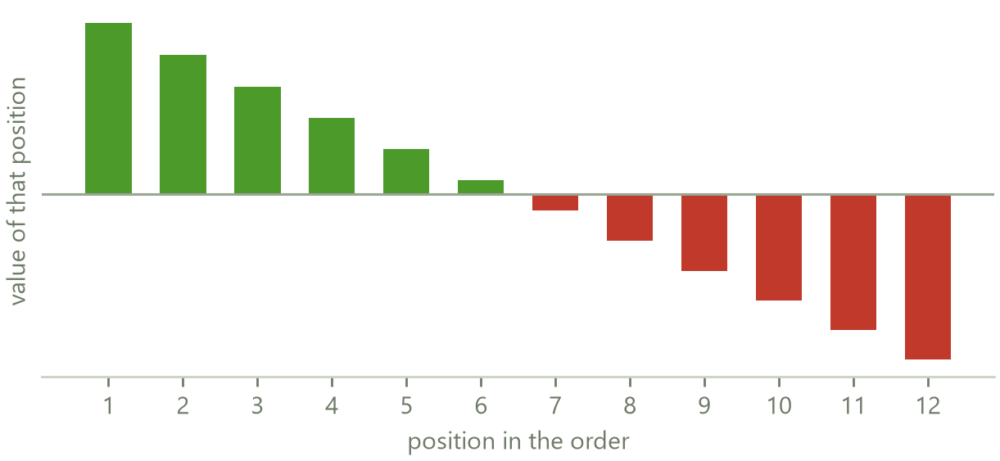 value of that position
1 2 3 4 5 6 7 8 9 10 11 12
position in the order